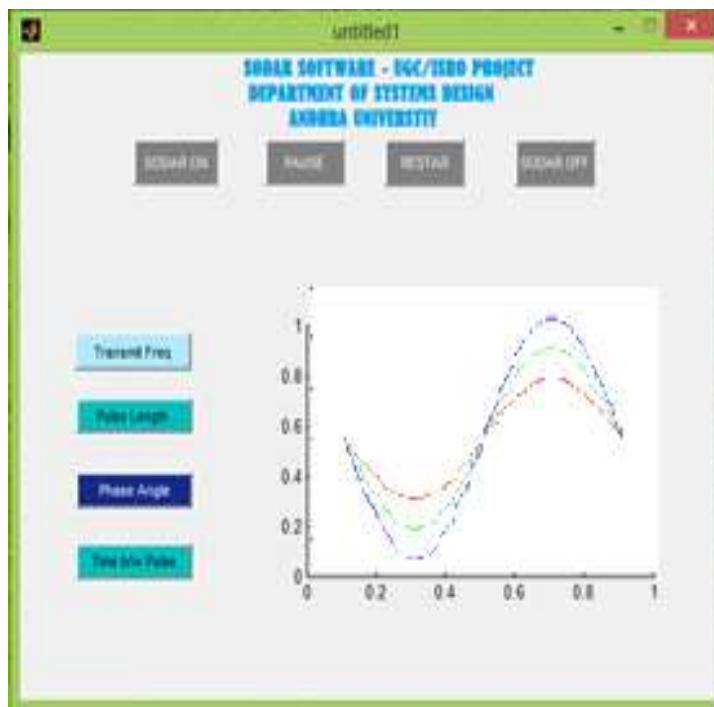 untitled1
SODAR SOFTWARE - UGC/ISRO PROJECT
DEPARTMENT OF SYSTEMS DESIGN
ANDHRA UNIVERSTIY
SODAR ON PAUSE RESTAR SODAR OFF
Transmit Freq
Pulse Length
Phase Angle
Time b/w Pulse
1
0.8
0.6
0.4
0.2
0
0 0.2 0.4 0.6 0.8 1